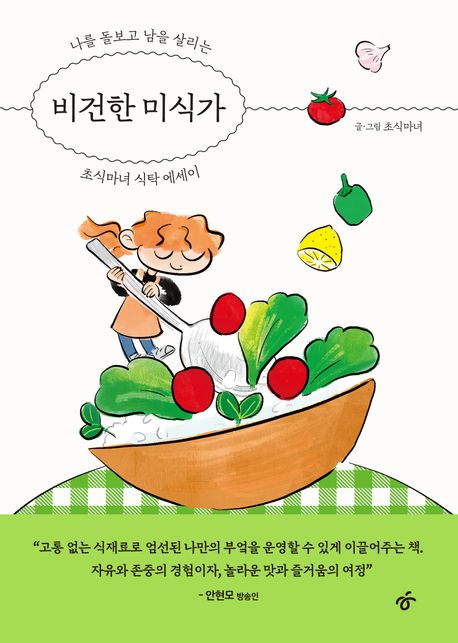 나를 돌보고 남을 살리는
비건한 미식가
글·그림 초식마녀
초식마녀 식탁 에세이
“고통 없는 식재료로 엄선된 나만의 부엌을 운영할 수 있게 이끌어주는 책.
자유와 존중의 경험이자, 놀라운 맛과 즐거움의 여정”
- 안현모 방송인